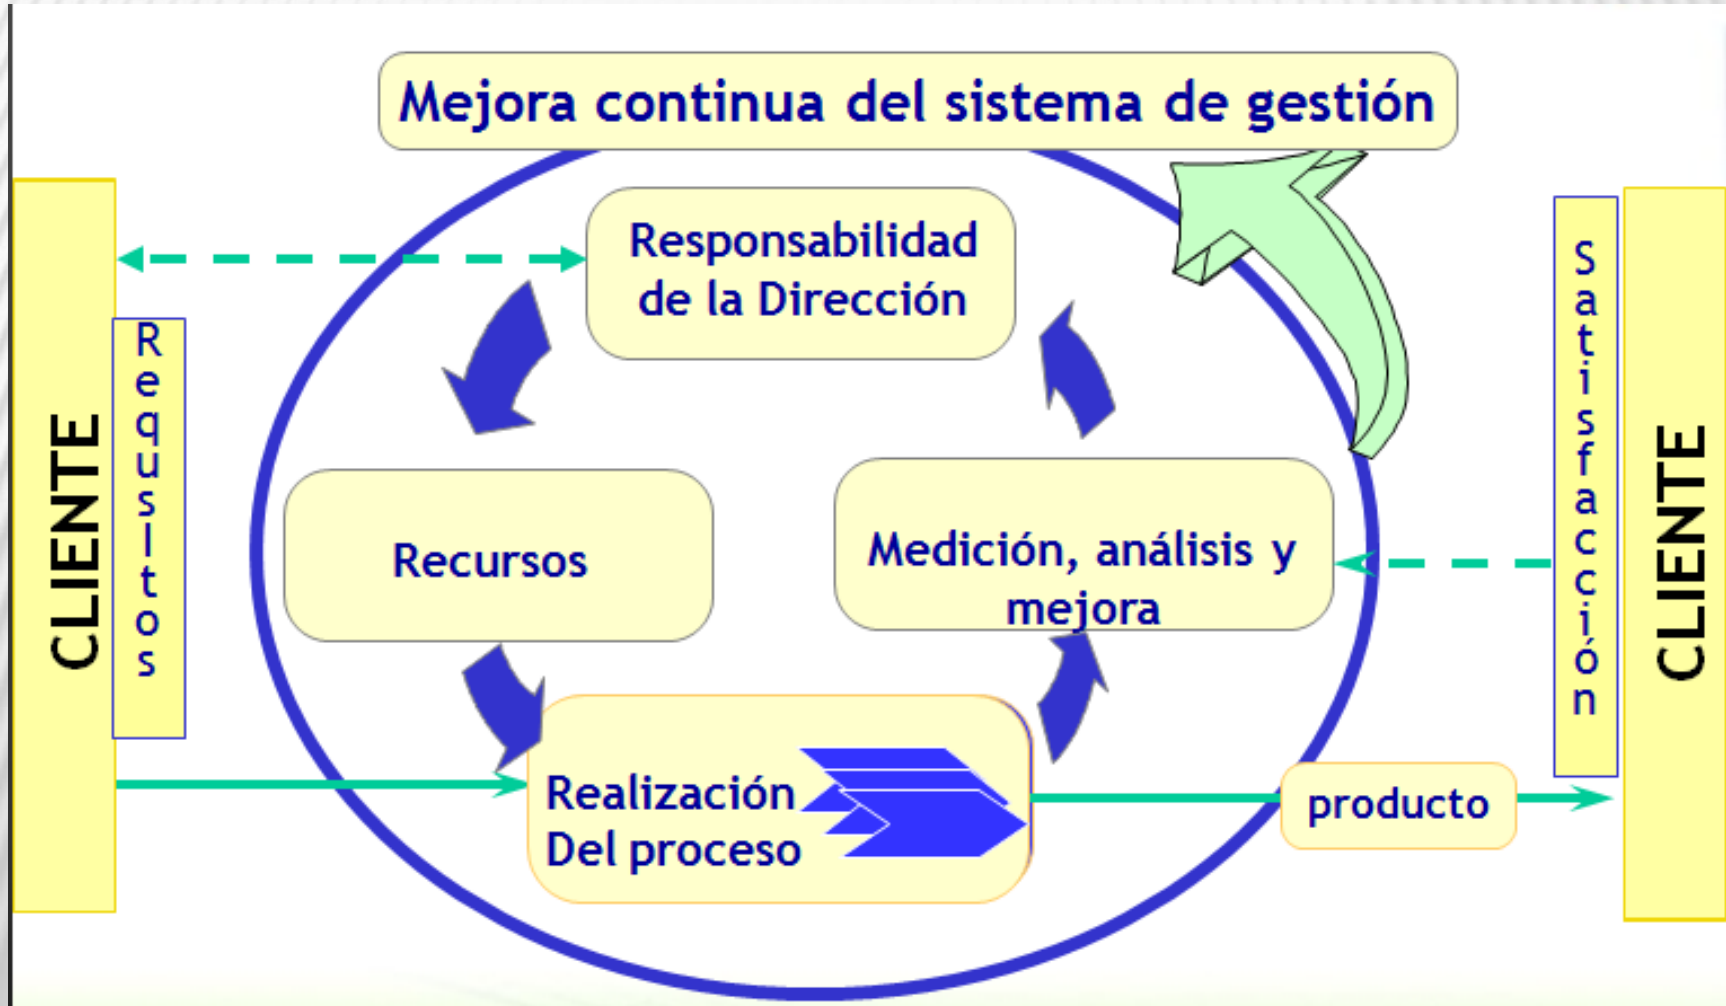 Mejora continua del sistema de gestión
Responsabilidad
de la Dirección
CLIENTE
RequsItos
Recursos
Medición, análisis y
mejora
Realización
Del proceso
producto
Satisfacción
CLIENTE